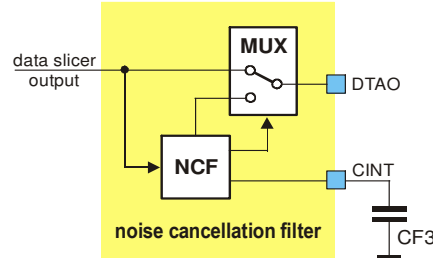 MUX
data slicer
output
DTAO
NCF
CINT
noise cancellation filter
CF3